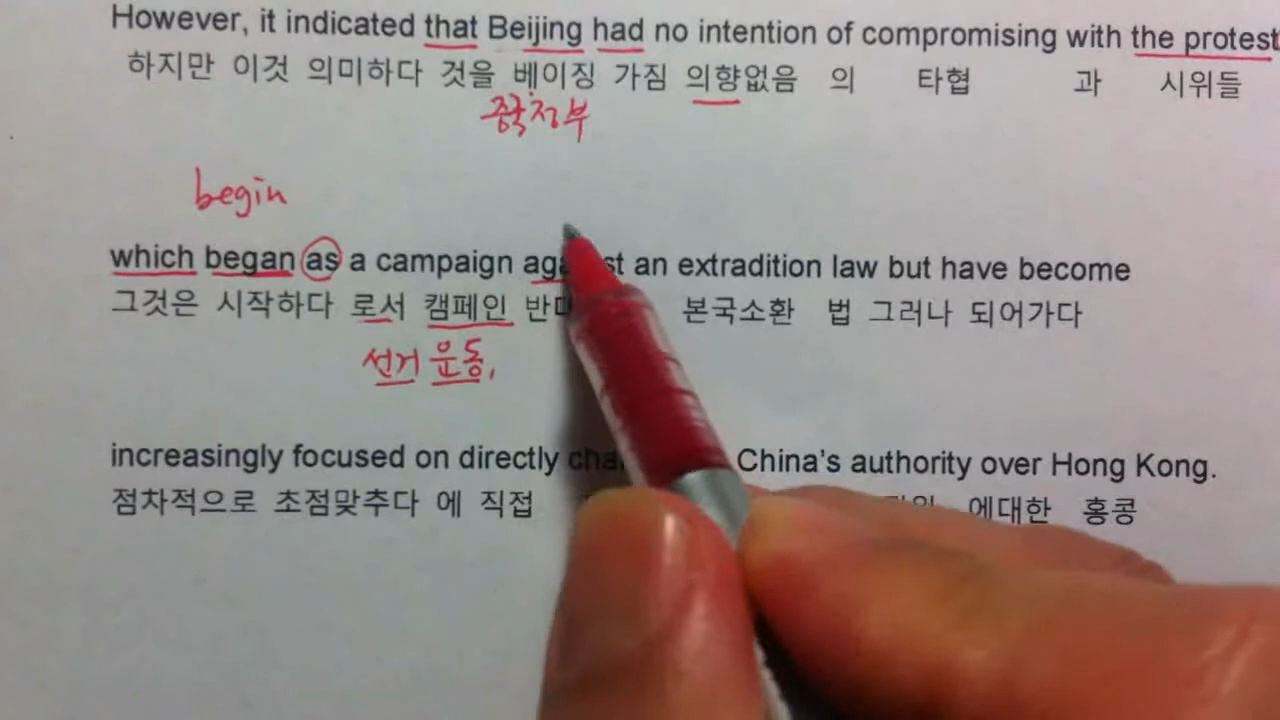 However, it indicated that Beijing had no intention of compromising with the protest
하지만 이것 의미하다 것을 베이징 가짐 의향없음 의 타협 과 시위들
중국정부
begin
which began as a campaign against an extradition law but have become
그것은 시작하다 로서 캠페인 본국소환 법 그러나 되어가다
선거 운동,
increasingly focused on directly China's authority over Hong Kong.
점차적으로 초점맞추다 에 직접 에대한 홍콩